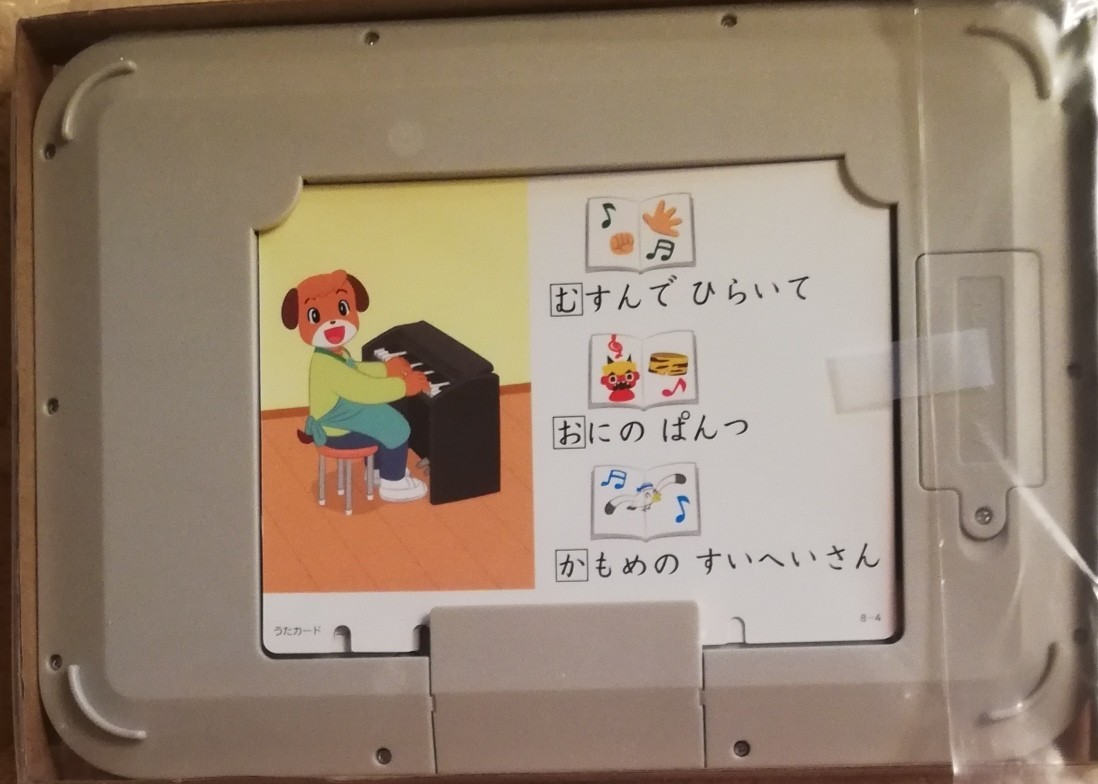 むすんで ひらいて
おにの ぱんつ
かもめの すいへいさん
うたカード
8-4